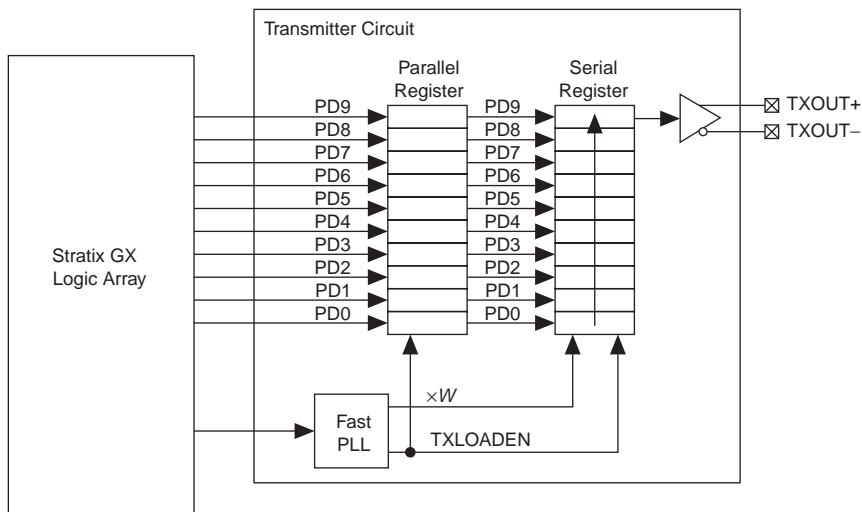 Transmitter Circuit
Parallel
Register
Serial
Register
PD9
PD9
TXOUT+
PD8
PD8
TXOUT−
PD7
PD7
PD6
PD6
PD5
PD5
PD4
PD4
PD3
PD3
Stratix GX
Logic Array
PD2
PD2
PD1
PD1
PD0
PD0
×W
Fast
PLL
TXLOADEN